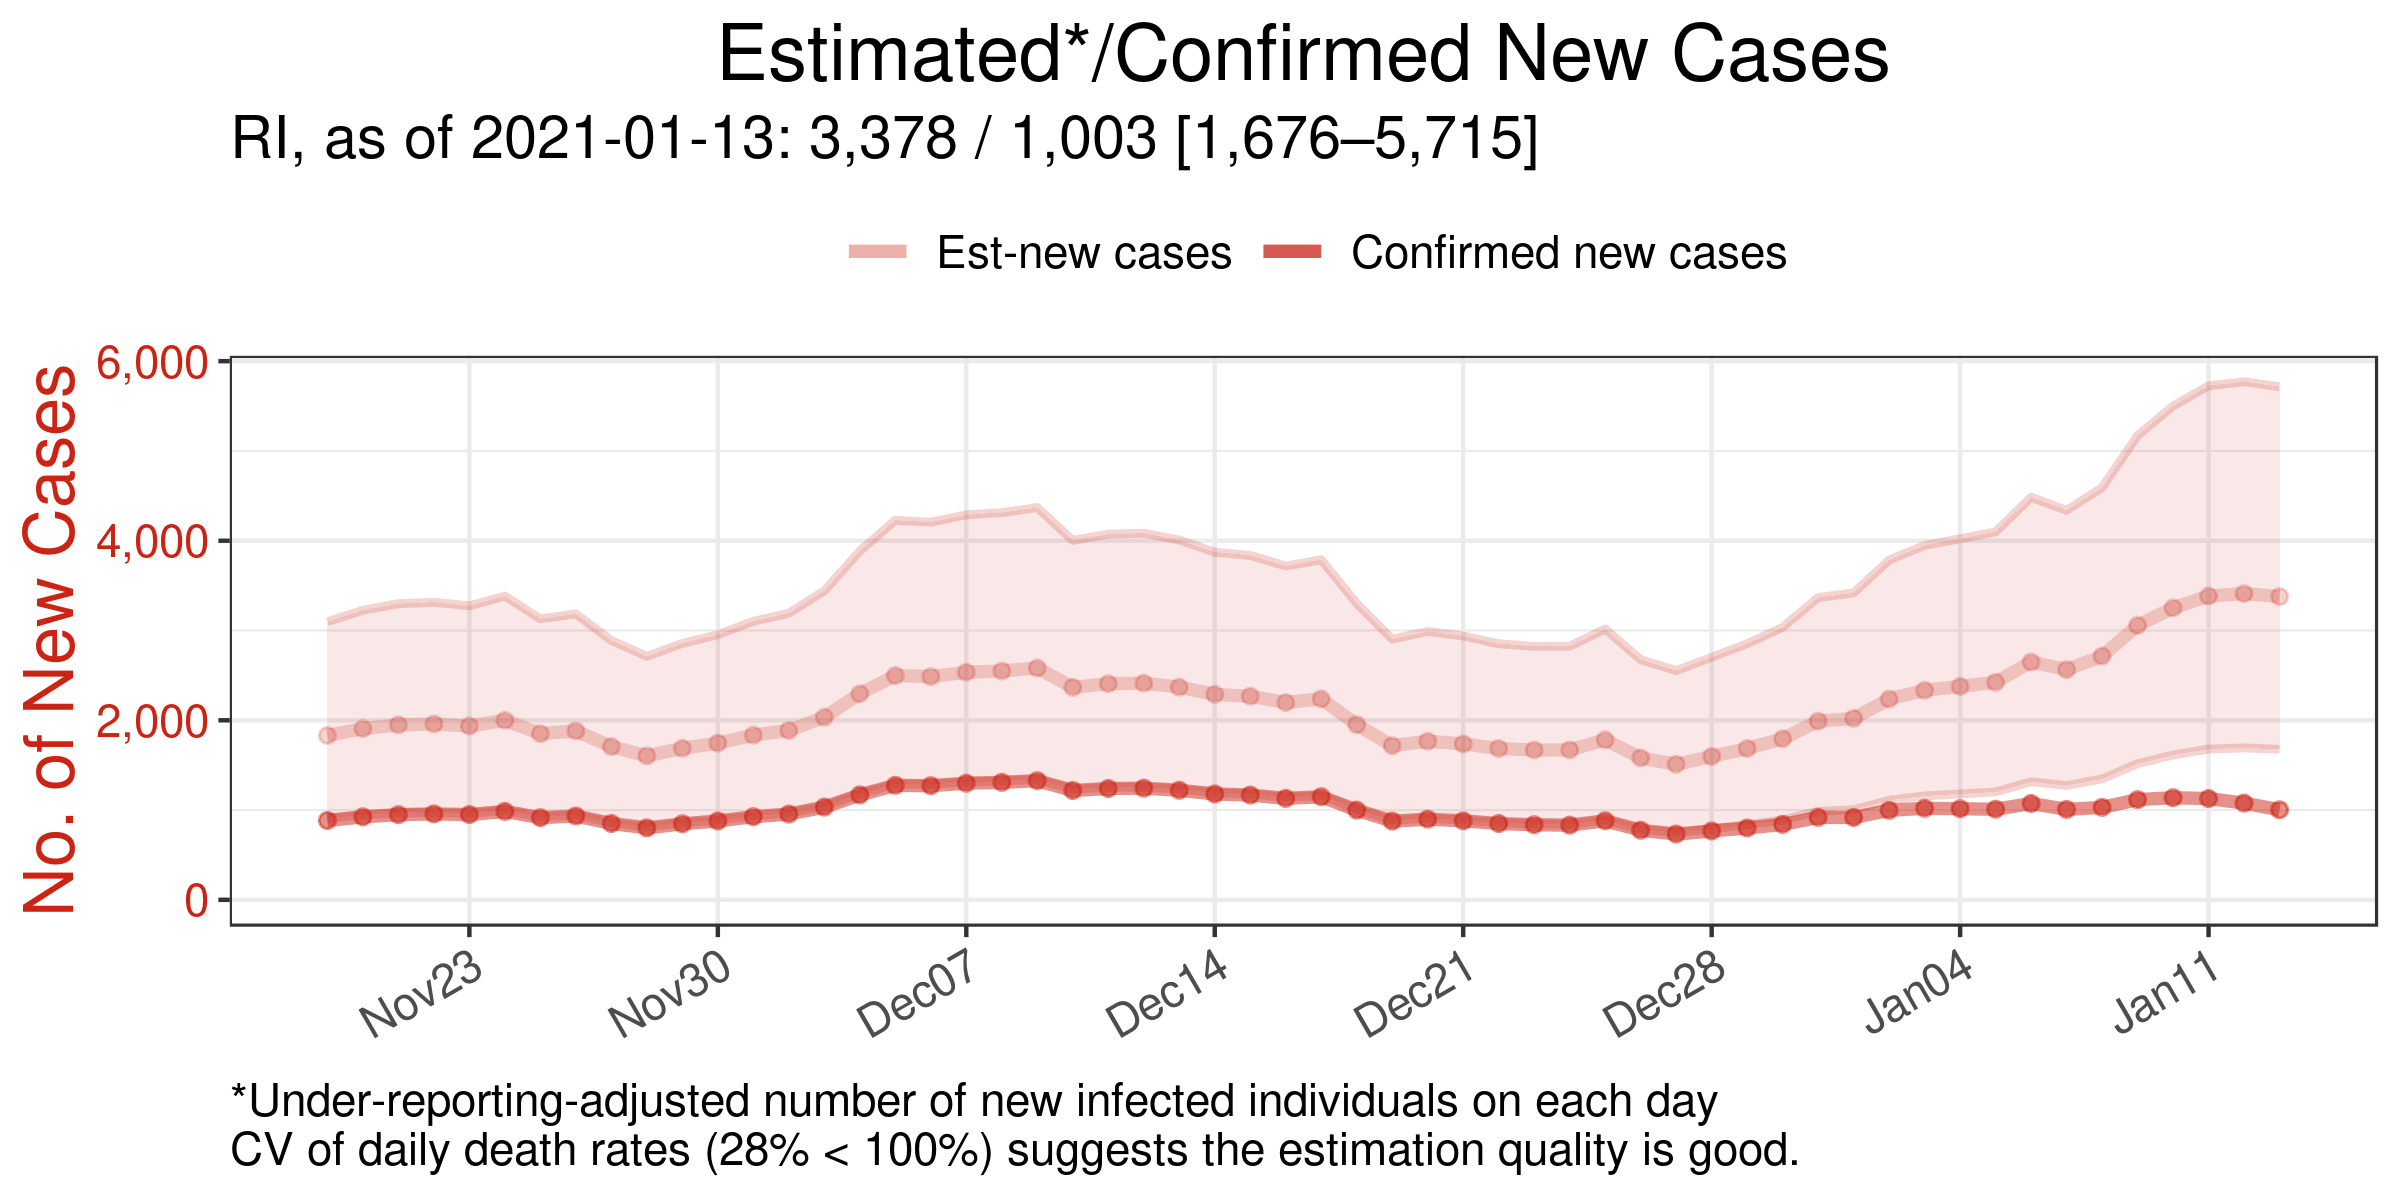 Estimated*/Confirmed New Cases
RI, as of 2021-01-13: 3,378 / 1,003 [1,676–5,715]
Est-new cases Confirmed new cases
No. of New Cases
6,000
4,000
2,000
0
Nov23 Nov30 Dec07 Dec14 Dec21 Dec28 Jan04 Jan11
*Under-reporting-adjusted number of new infected individuals on each day
CV of daily death rates (28% < 100%) suggests the estimation quality is good.